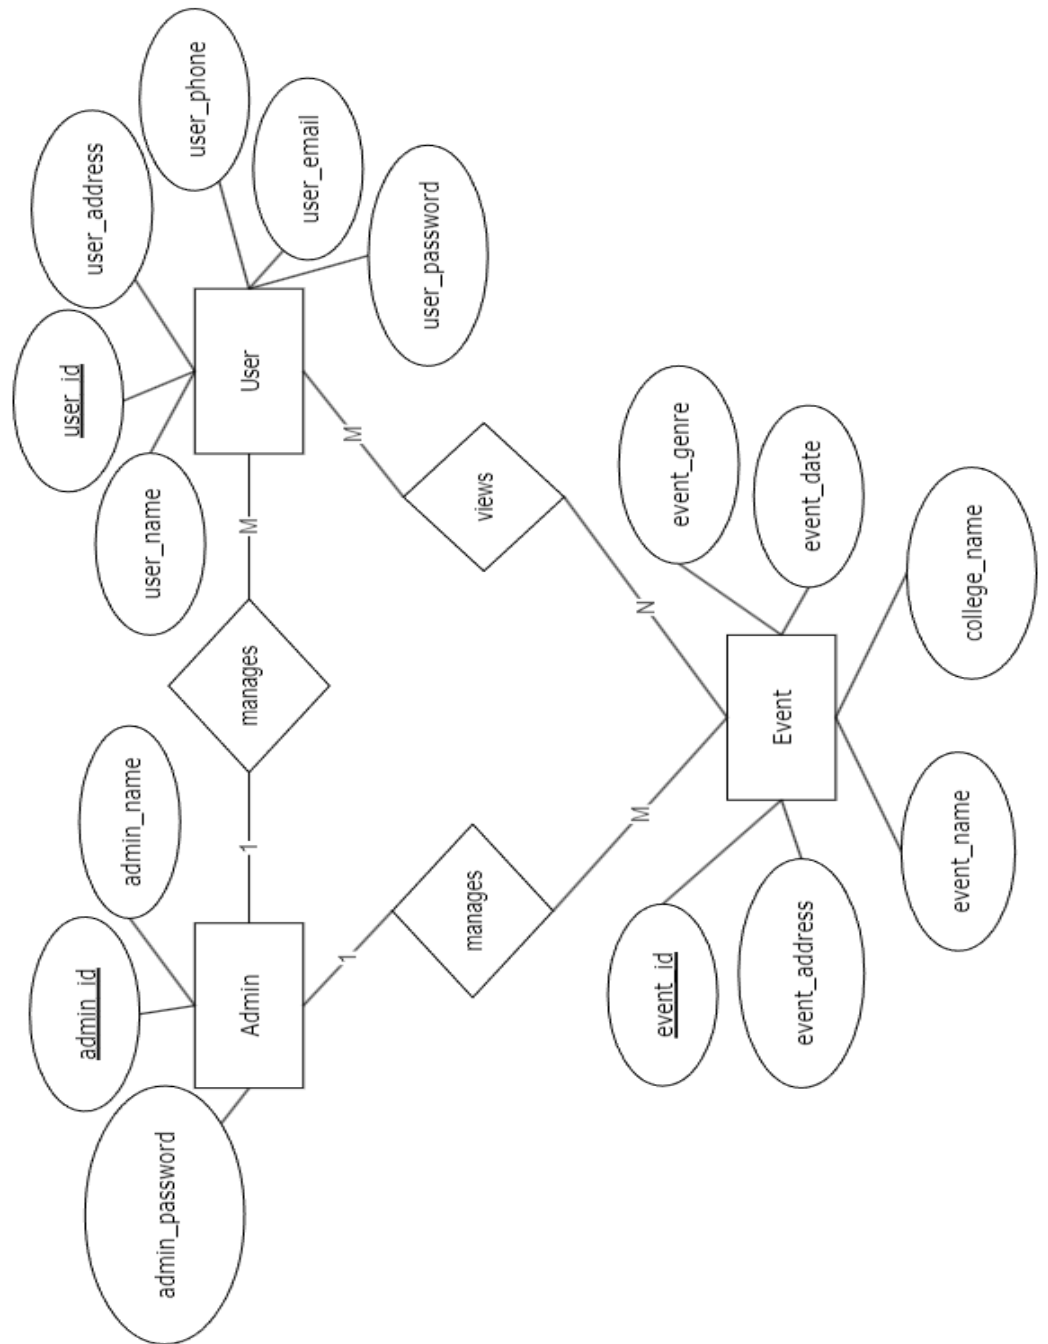 admin_password
admin_id
admin_name
user_name
user_id
user_address
user_phone
user_email
user_password
Admin
1
manages
M
User
1
manages
M
M
views
N
event_id
event_address
event_name
Event
college_name
event_date
event_genre